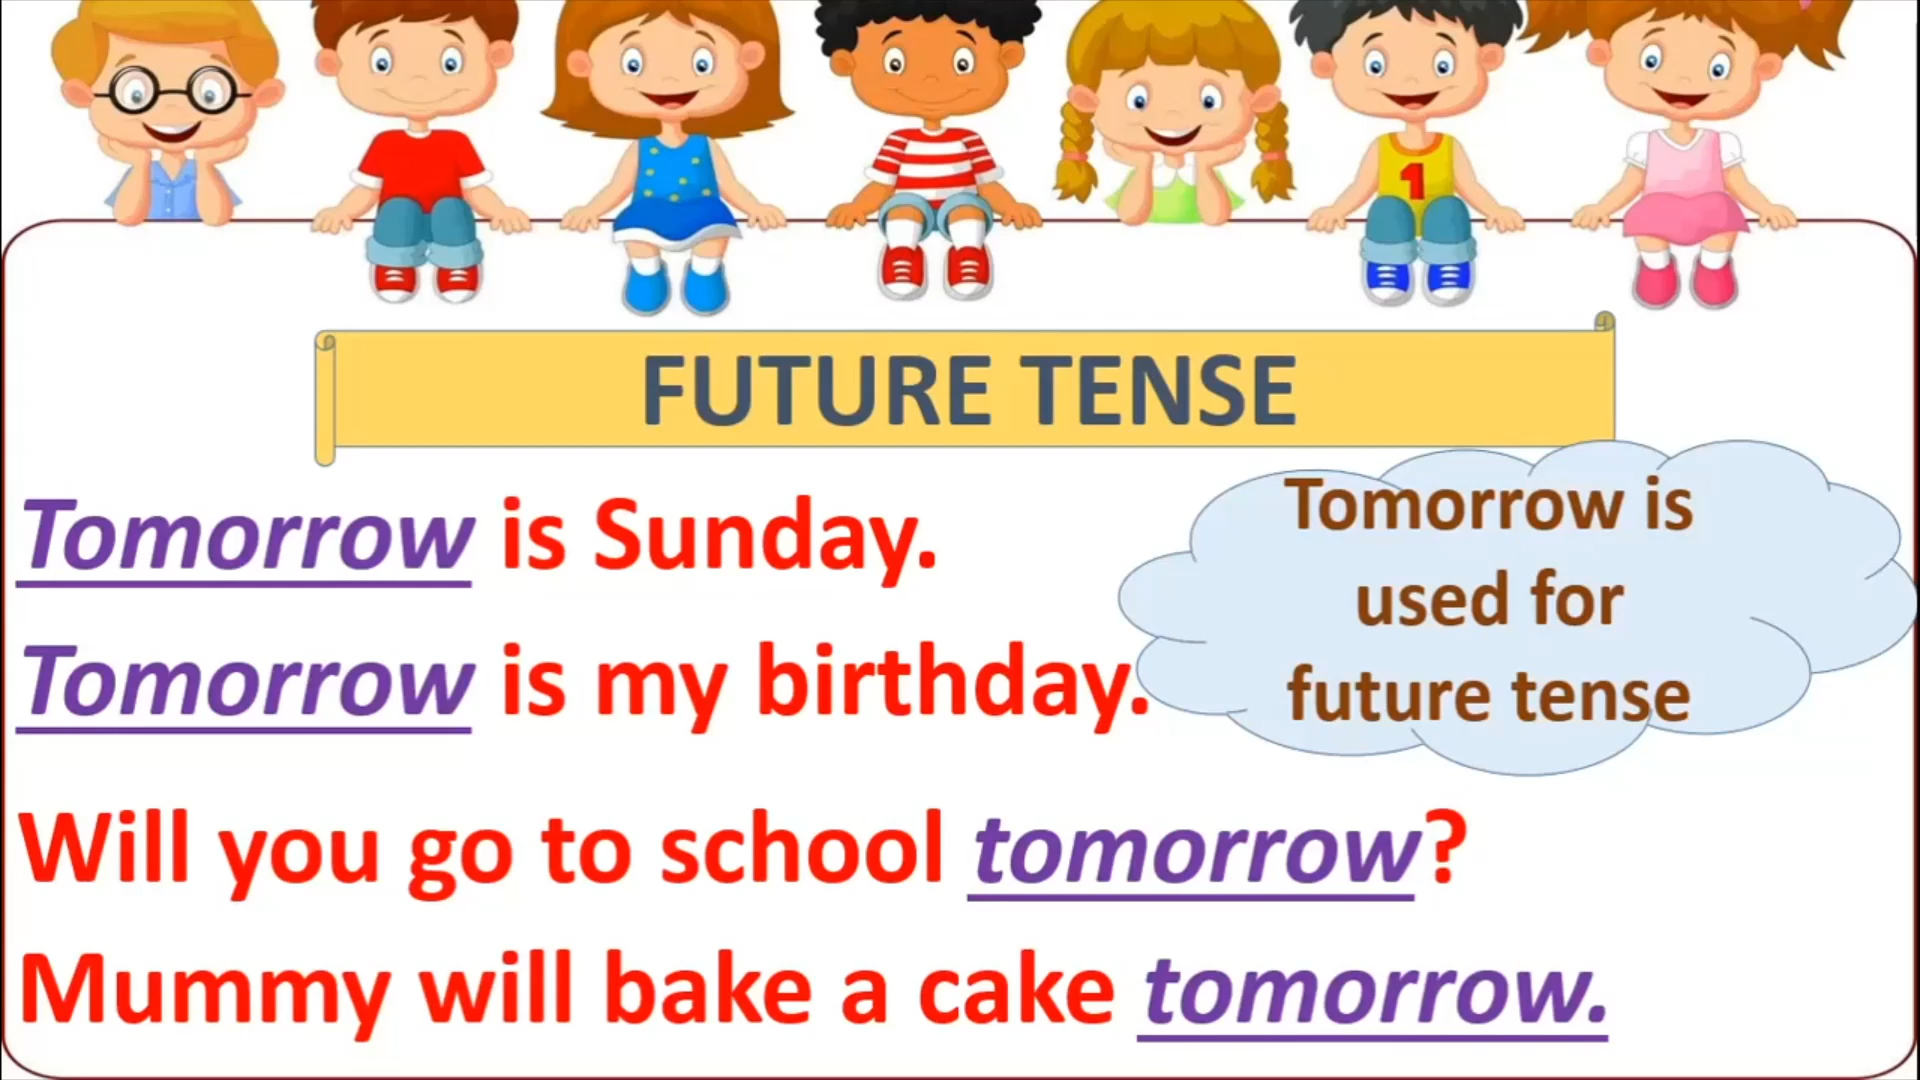 1
FUTURE TENSE
Tomorrow is Sunday.
Tomorrow is my birthday.
Tomorrow is
used for
future tense
Will you go to school tomorrow?
Mummy will bake a cake tomorrow.